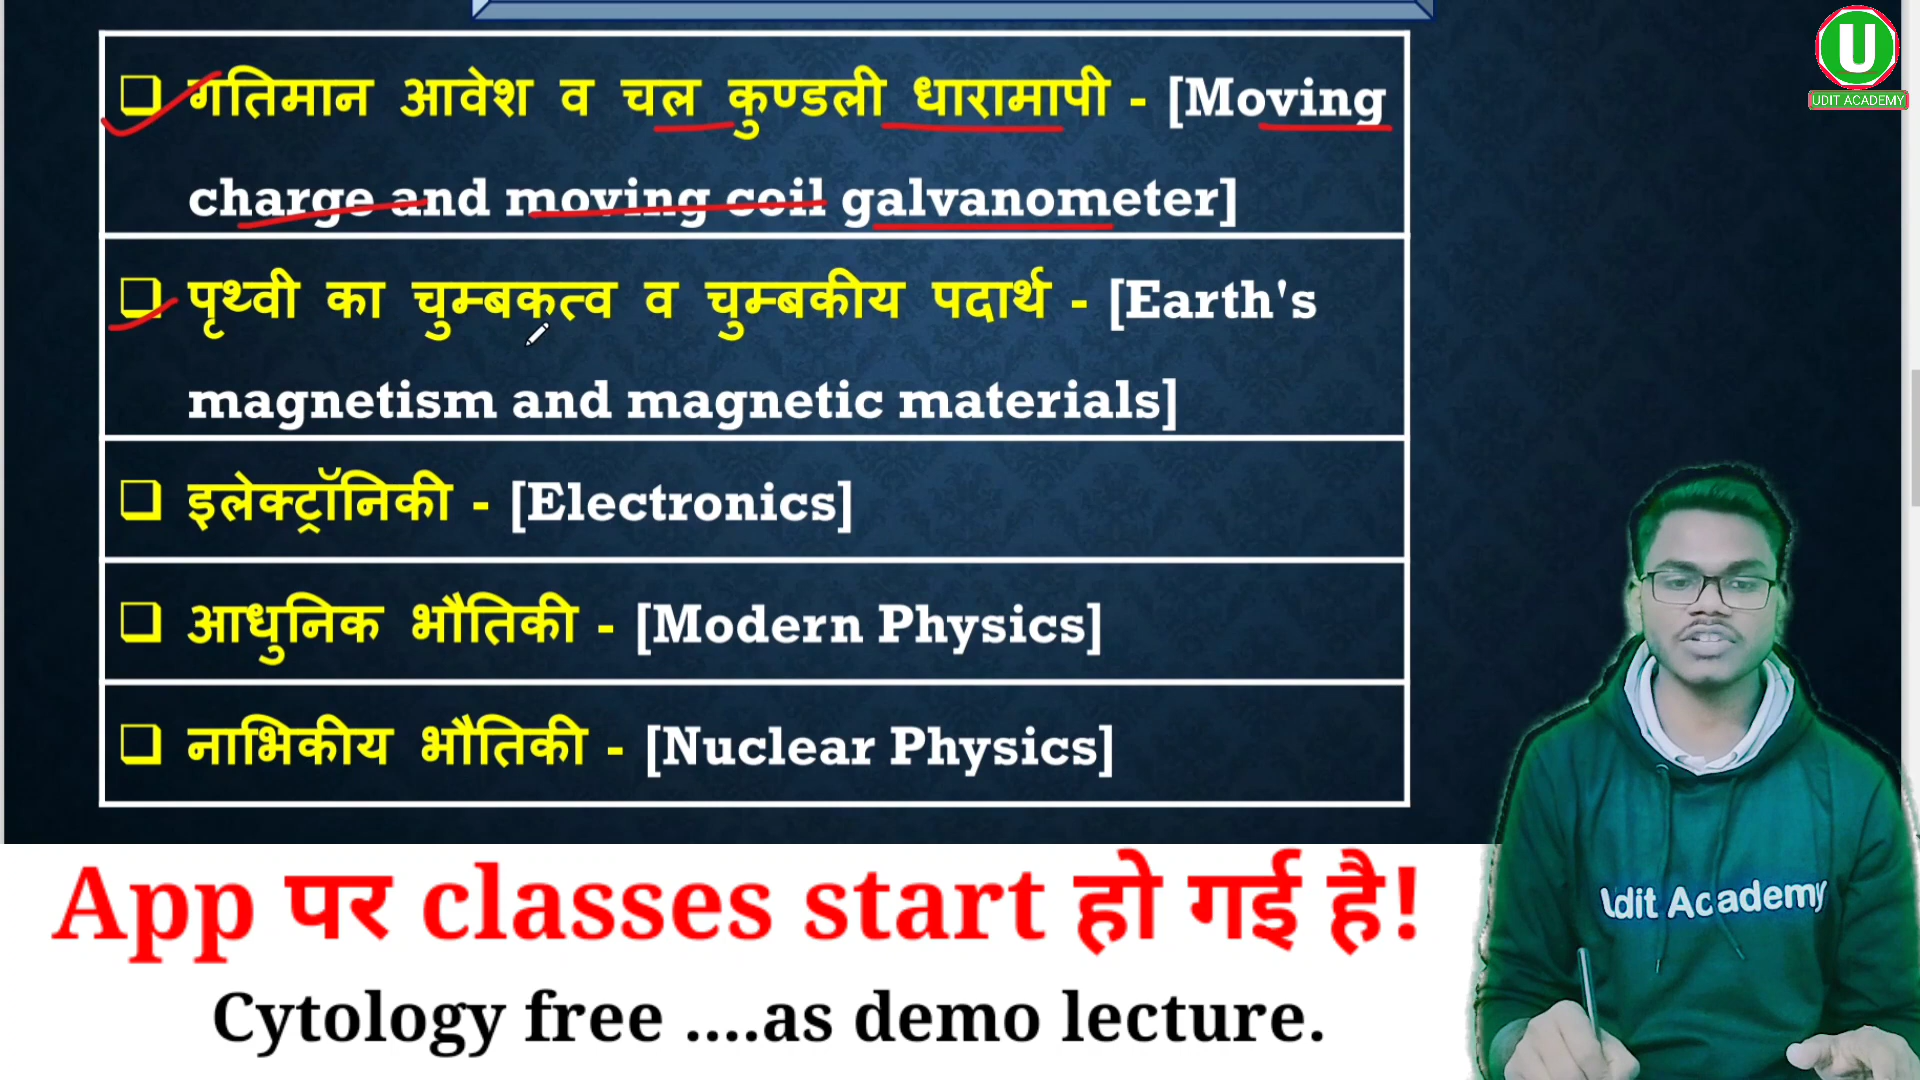 गतिमान आवेश व चल कुण्डली धारामापी - [Moving
charge and moving coil galvanometer]
पृथ्वी का चुम्बकत्व व चुम्बकीय पदार्थ - [Earth's
magnetism and magnetic materials]
इलेक्ट्रॉनिकी - [Electronics]
आधुनिक भौतिकी - [Modern Physics]
नाभिकीय भौतिकी - [Nuclear Physics]
App पर classes start हो गई है!
Cytology free ....as demo lecture.
U
UDIT ACADEMY
Udit Academy